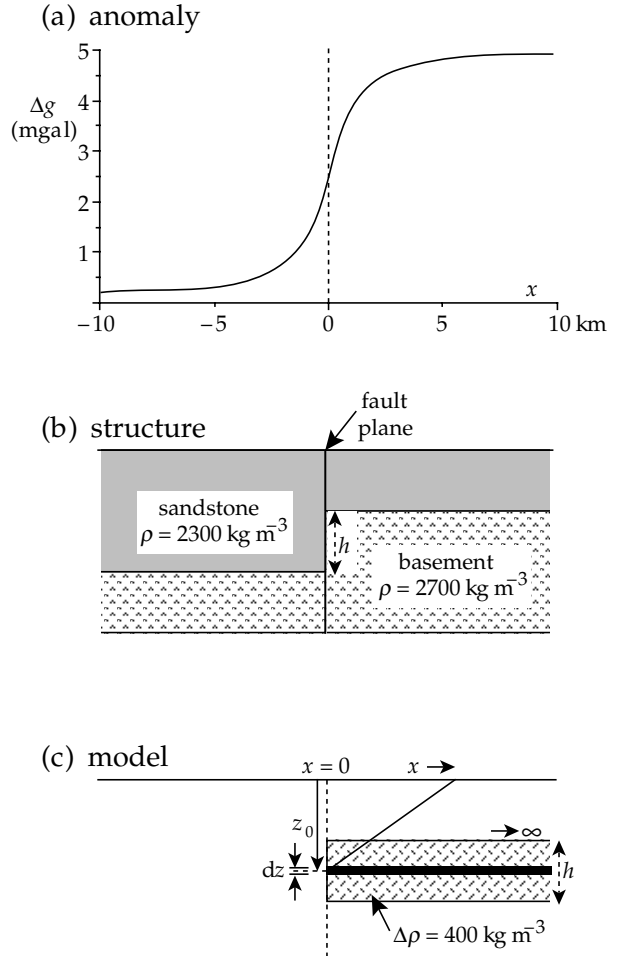 (a) anomaly
5
4
Δg
(mgal)
3
2
1
x
−10
−5
0
5
10 km
(b) structure
fault
plane
sandstone
ρ = 2300 kg m⁻³
h
basement
ρ = 2700 kg m⁻³
(c) model
x = 0
x
z₀
∞
dz
h
Δρ = 400 kg m⁻³